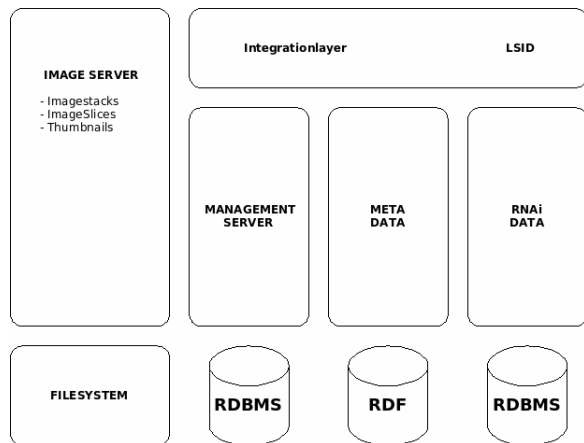 Integrationlayer LSID
IMAGE SERVER
- Imagestacks
- ImageSlices
- Thumbnails
MANAGEMENT
SERVER
META
DATA
RNAi
DATA
FILESYSTEM
RDBMS
RDF
RDBMS